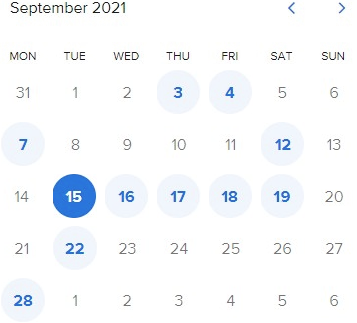 September 2021
MON TUE WED THU FRI SAT SUN
31 1 2 3 4 5 6
7 8 9 10 11 12 13
14 15 16 17 18 19 20
21 22 23 24 25 26 27
28 1 2 3 4 5 6